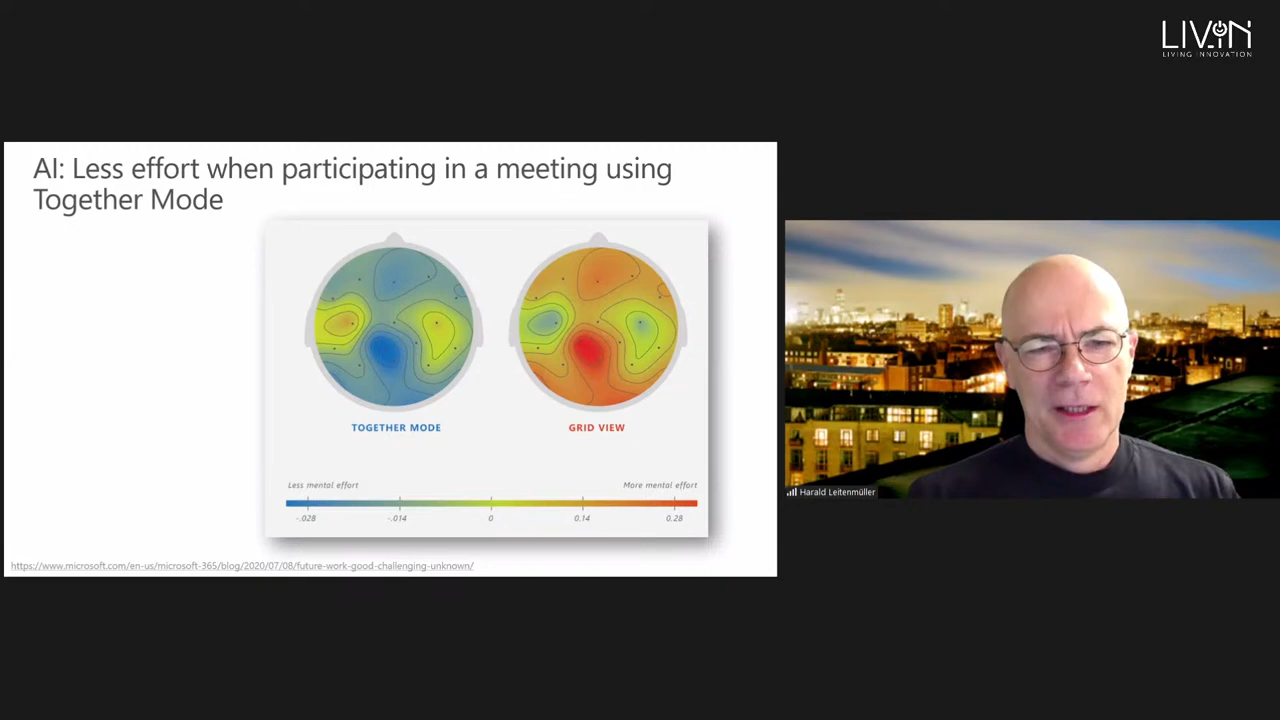 LIVIN
LIVING INNOVATION
AI: Less effort when participating in a meeting using
Together Mode
TOGETHER MODE
GRID VIEW
Less mental effort
More mental effort
-.028
-.014
0
0.14
0.28
https://www.microsoft.com/en-us/microsoft-365/blog/2020/07/08/future-work-good-challenging-unknown/
Harald Leitenmüller